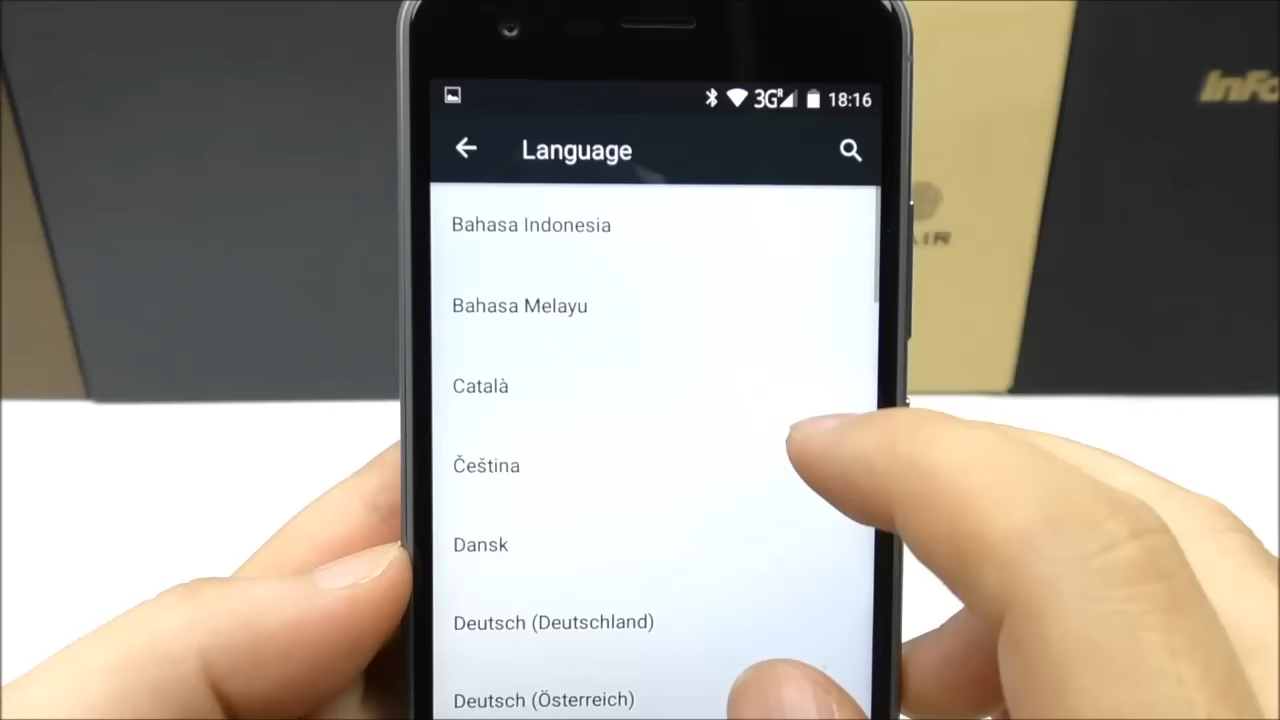 3G R 18:16
Language
Bahasa Indonesia
Bahasa Melayu
Català
Čeština
Dansk
Deutsch (Deutschland)
Deutsch (Österreich)